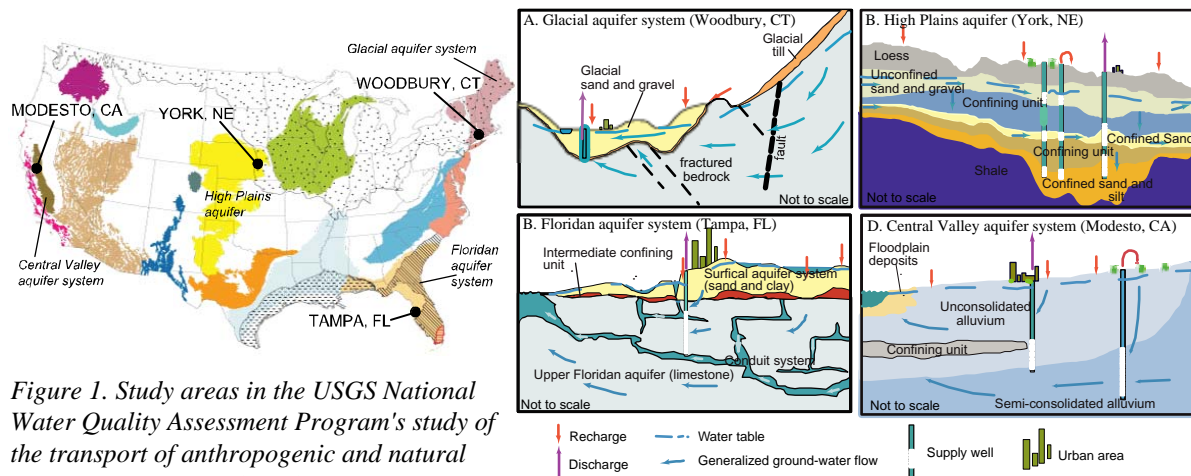 Glacial aquifer system
WOODBURY, CT
MODESTO, CA
YORK, NE
High Plains
aquifer
Central Valley
aquifer system
Floridan
aquifer
system
TAMPA, FL
Figure 1. Study areas in the USGS National
Water Quality Assessment Program's study of
the transport of anthropogenic and natural
A. Glacial aquifer system (Woodbury, CT)
Glacial
till
Glacial
sand and gravel
fault
fractured
bedrock
Not to scale
B. High Plains aquifer (York, NE)
Loess
Unconfined
sand and gravel
Confining unit
Confined Sand
Confining unit
Shale
Confined sand and
silt
Not to scale
B. Floridan aquifer system (Tampa, FL)
Intermediate confining
unit
Surfical aquifer system
(sand and clay)
Conduit system
Upper Floridan aquifer (limestone)
Not to scale
D. Central Valley aquifer system (Modesto, CA)
Floodplain
deposits
Unconsolidated
alluvium
Confining unit
Not to scale
Semi-consolidated alluvium
Recharge
Discharge
Water table
Generalized ground-water flow
Supply well
Urban area